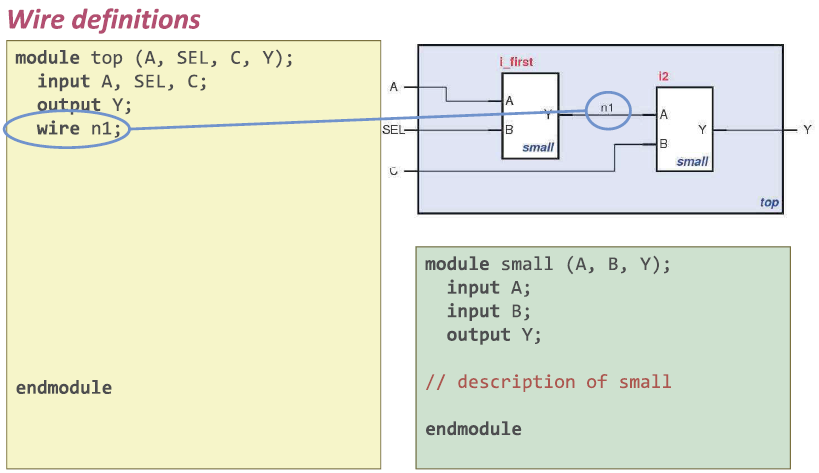 Wire definitions
module top (A, SEL, C, Y);
input A, SEL, C;
output Y;
wire n1;
endmodule
i_first
i2
A
A
n1
Y
A
SEL
B
Y
Y
B
small
small
C
top
module small (A, B, Y);
input A;
input B;
output Y;
// description of small
endmodule